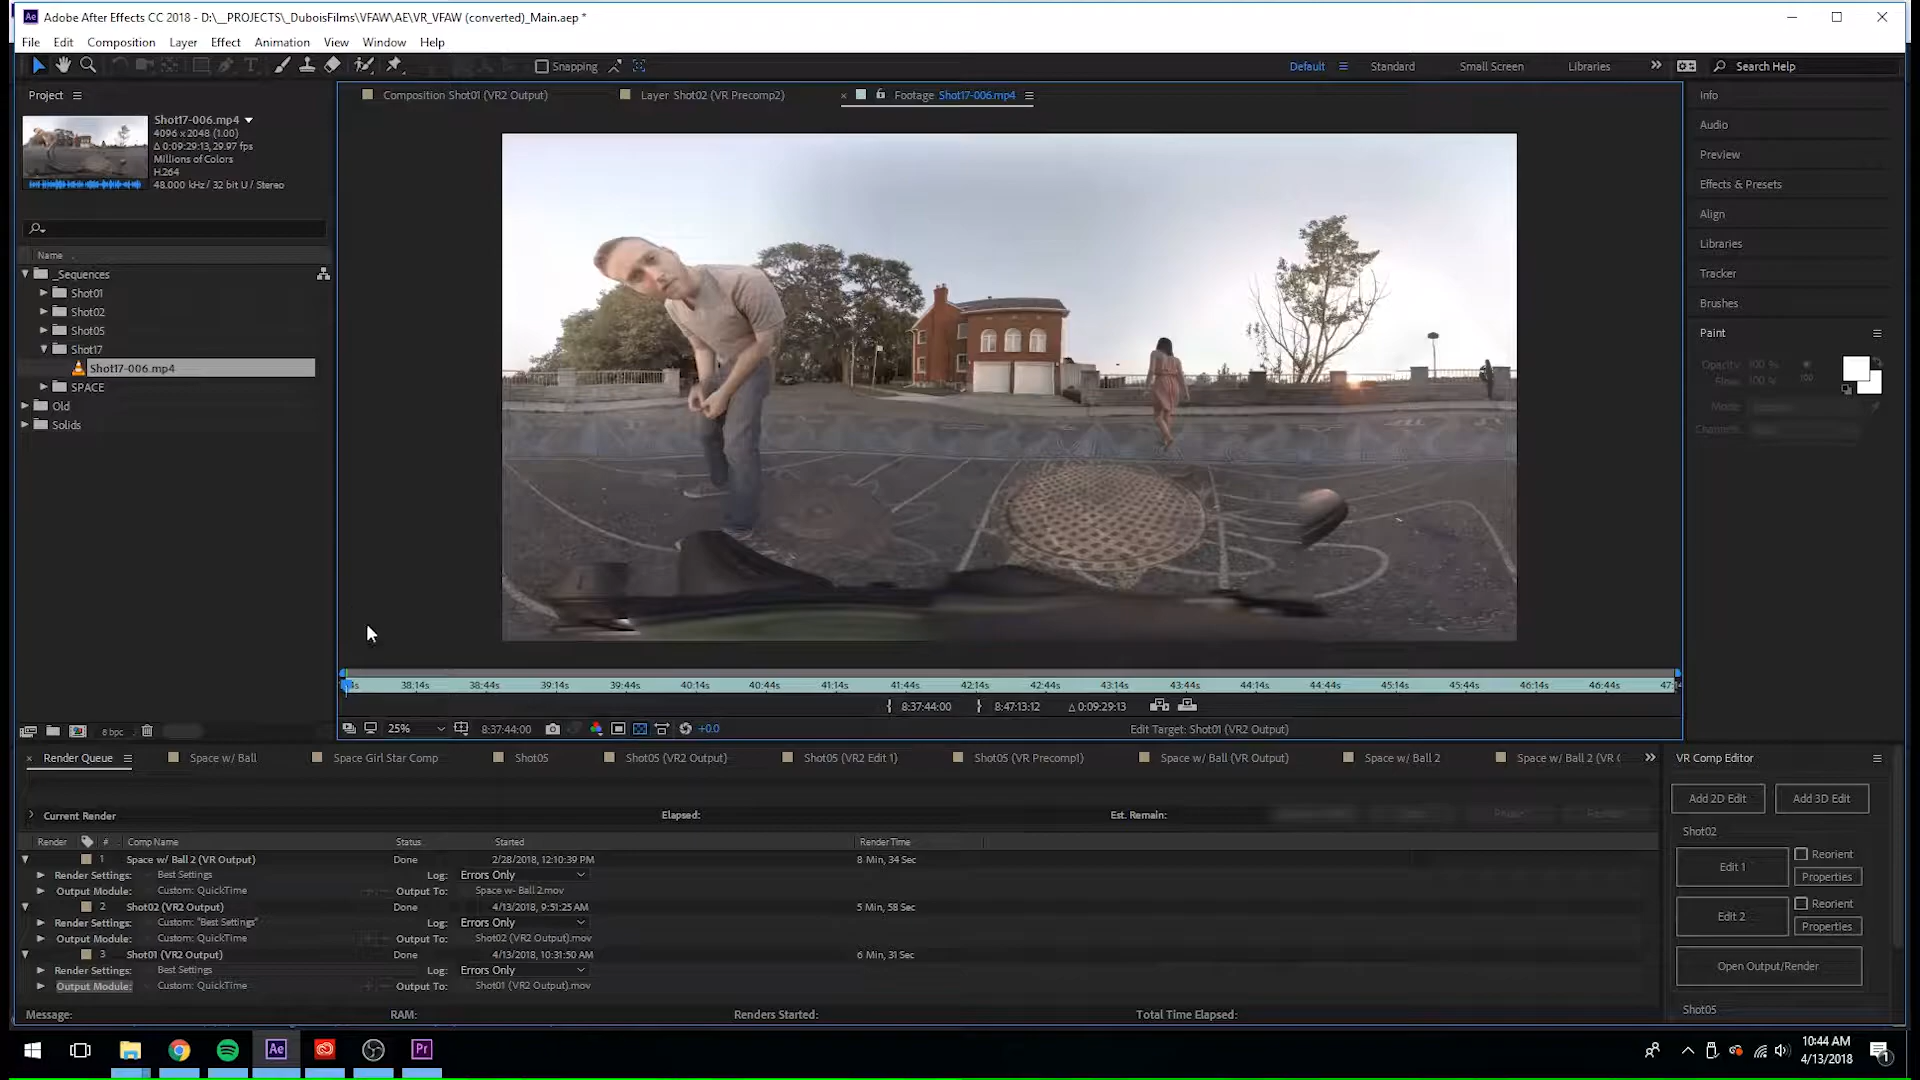 Adobe After Effects CC 2018 - D:\__PROJECTS\_DuboisFilms\VFAW\AE\VR_VFAW (converted)_Main.aep *
File Edit Composition Layer Effect Animation View Window Help
Snapping Default Standard Small Screen Libraries Search Help
Project
Composition Shot01 (VR2 Output) Layer Shot02 (VR Precomp2) Footage Shot17-006.mp4
Shot17-006.mp4
4096 x 2048 (1.00)
Δ 0:09:29:13, 29.97 fps
Millions of Colors
H.264
48.000 kHz / 32 bit U / Stereo
Name
_Sequences
Shot01
Shot02
Shot05
Shot17
Shot17-006.mp4
SPACE
Old
Solids
8 bpc
38:14s 38:44s 39:14s 39:44s 40:14s 40:44s 41:14s 41:44s 42:14s 42:44s 43:14s 43:44s 44:14s 44:44s 45:14s 45:44s 46:14s 46:44s
8:37:44:00 8:47:13:12 Δ 0:09:29:13
25% 8:37:44:00 +0.0 Edit Target: Shot01 (VR2 Output)
Info
Audio
Preview
Effects & Presets
Align
Libraries
Tracker
Brushes
Paint
Opacity: 100 %
Flow: 100 % 100
Mode:
Channels:
Render Queue Space w/ Ball Space Girl Star Comp Shot05 Shot05 (VR2 Output) Shot05 (VR2 Edit 1) Shot05 (VR Precomp1) Space w/ Ball (VR Output) Space w/ Ball 2 Space w/ Ball 2 (VR
Current Render Elapsed: Est. Remain:
Render # Comp Name Status Started Render Time
1 Space w/ Ball 2 (VR Output) Done 2/28/2018, 12:10:39 PM 8 Min, 34 Sec
Render Settings: Best Settings Log: Errors Only
Output Module: Custom: QuickTime Output To: Space w- Ball 2.mov
2 Shot02 (VR2 Output) Done 4/13/2018, 9:51:25 AM 5 Min, 58 Sec
Render Settings: Custom: "Best Settings" Log: Errors Only
Output Module: Custom: QuickTime Output To: Shot02 (VR2 Output).mov
3 Shot01 (VR2 Output) Done 4/13/2018, 10:31:50 AM 6 Min, 31 Sec
Render Settings: Best Settings Log: Errors Only
Output Module: Custom: QuickTime Output To: Shot01 (VR2 Output).mov
Message: RAM: Renders Started: Total Time Elapsed:
VR Comp Editor
Add 2D Edit Add 3D Edit
Shot02
Edit 1 Reorient
Properties
Edit 2 Reorient
Properties
Open Output/Render
Shot05
Ae Pr
10:44 AM
4/13/2018
1